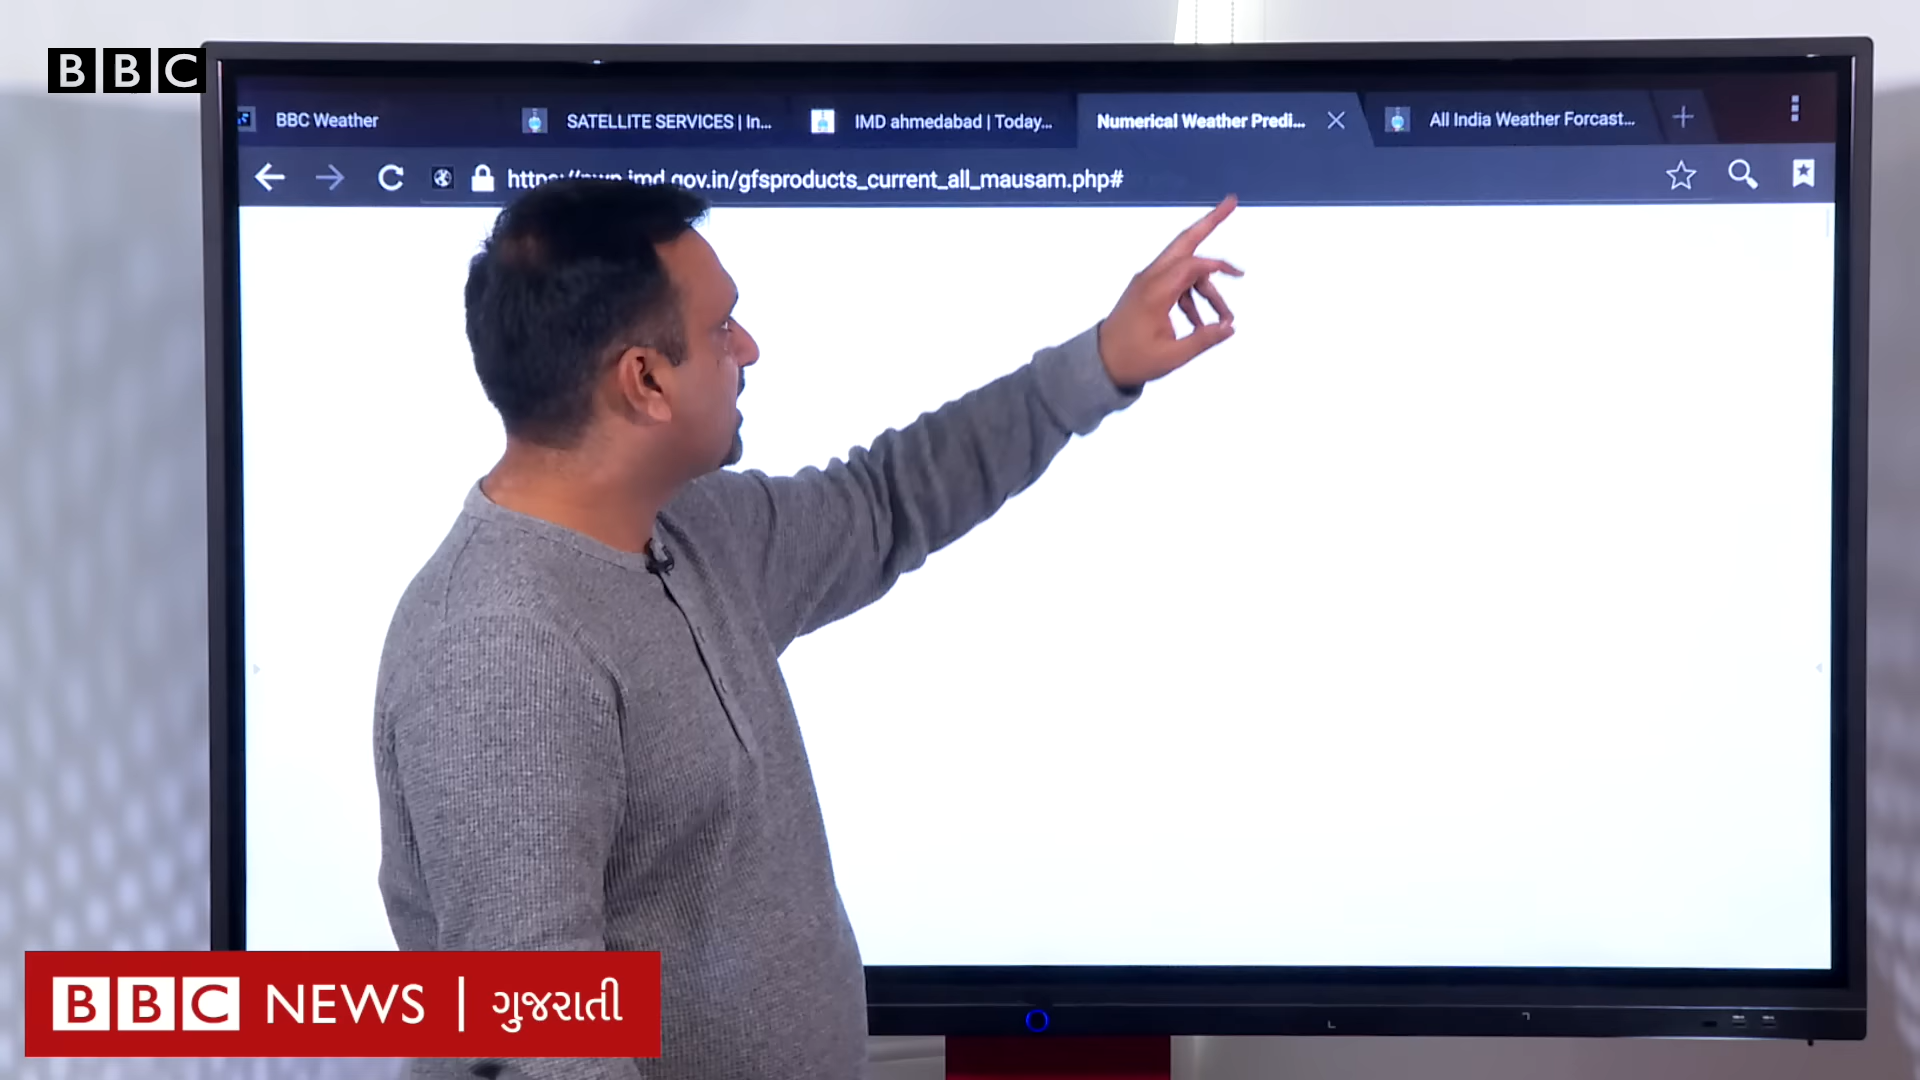 BBC
BBC Weather
SATELLITE SERVICES | In...
IMD ahmedabad | Today...
Numerical Weather Predi...
All India Weather Forcast...
imd.gov.in/gfsproducts_current_all_mausam.php#
BBC NEWS | ગુજરાતી